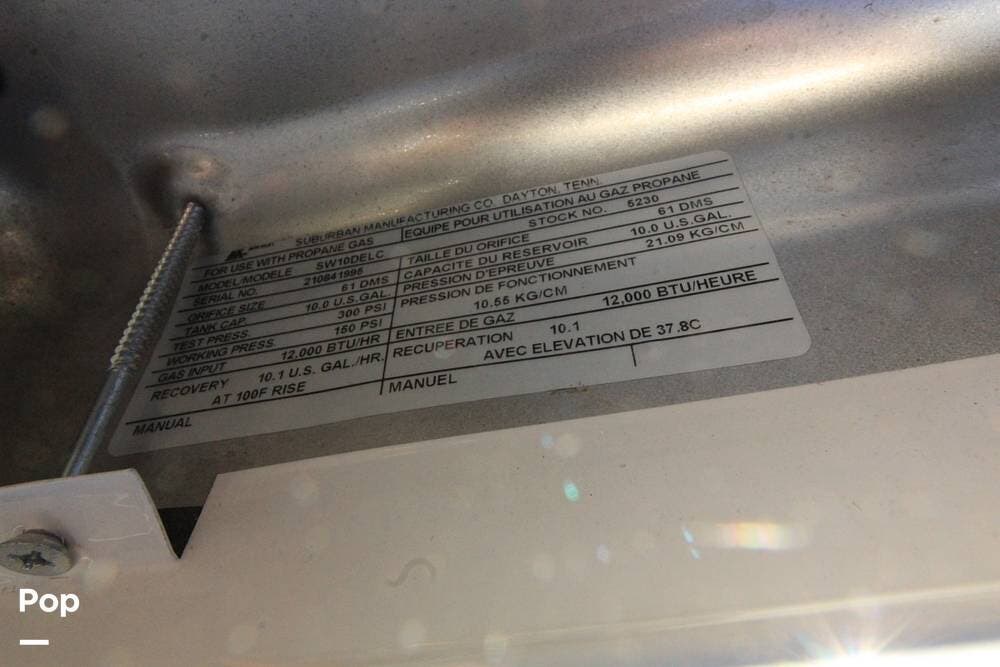 SUBURBAN MANUFACTURING CO. DAYTON, TENN.
FOR USE WITH PROPANE GAS
MODEL/MODELE SW10DELC
SERIAL NO. 210841995
ORIFICE SIZE 61 DMS
TANK CAP. 10.0 U.S.GAL.
TEST PRESS. 300 PSI
WORKING PRESS. 150 PSI
GAS INPUT 12,000 BTU/HR
RECOVERY 10.1 U.S. GAL./HR.
AT 100F RISE
MANUAL
EQUIPE POUR UTILISATION AU GAZ PROPANE
STOCK NO. 5230
TAILLE DU ORIFICE 61 DMS
CAPACITE DU RESERVOIR 10.0 U.S.GAL.
PRESSION D'EPREUVE 21.09 KG/CM
PRESSION DE FONCTIONNEMENT
10.55 KG/CM
ENTREE DE GAZ 12,000 BTU/HEURE
RECUPERATION 10.1
AVEC ELEVATION DE 37.8C
MANUEL
Pop